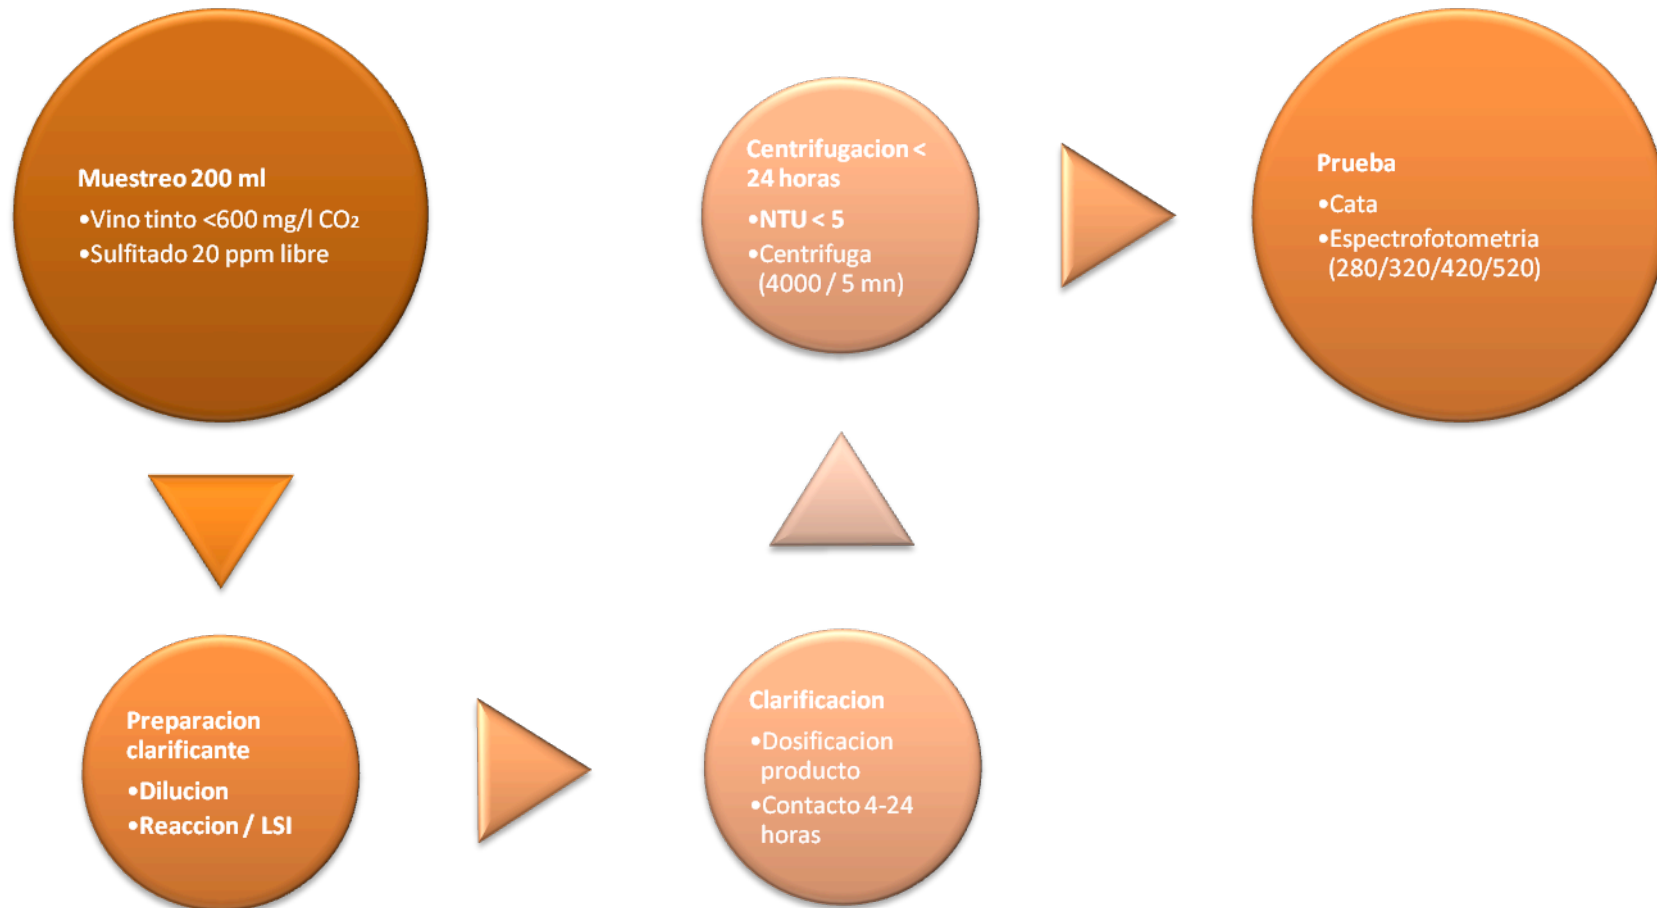 Muestreo 200 ml
•Vino tinto <600 mg/l CO₂
•Sulfitado 20 ppm libre
Preparacion
clarificante
•Dilucion
•Reaccion / LSI
Clarificacion
•Dosificacion
producto
•Contacto 4-24
horas
Centrifugacion <
24 horas
•NTU < 5
•Centrifuga
(4000 / 5 mn)
Prueba
•Cata
•Espectrofotometria
(280/320/420/520)